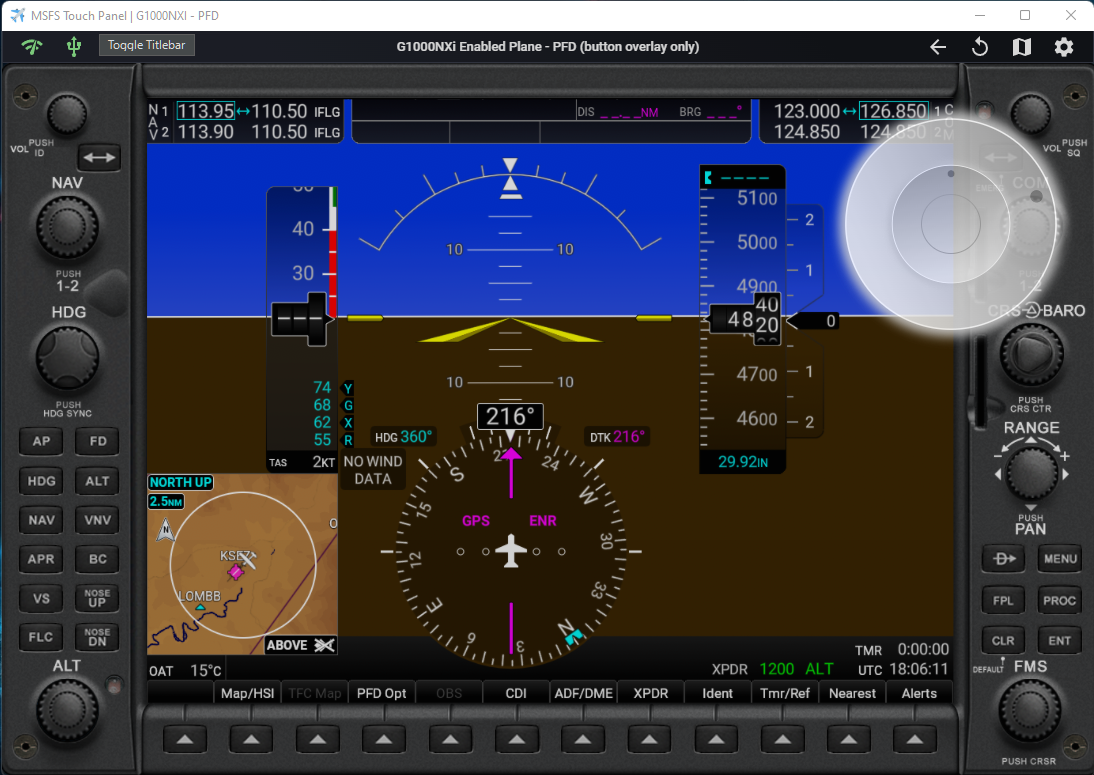 MSFS Touch Panel | G1000NXI - PFD
Toggle Titlebar
G1000NXi Enabled Plane - PFD (button overlay only)
N 1 113.95 ↔ 110.50 IFLG
A
V 2 113.90 110.50 IFLG
DIS __.__NM BRG ___°
123.000 ↔ 126.850 1 C
O
124.850 124.850 2 M
VOL PUSH ID
NAV
PUSH
1-2
HDG
PUSH
HDG SYNC
AP FD
HDG ALT
NAV VNV
APR BC
VS NOSE UP
FLC NOSE DN
ALT
VOL PUSH SQ
COM
CRS BARO
PUSH
CRS CTR
RANGE
- +
PUSH
PAN
D MENU
FPL PROC
CLR ENT
DEFAULT FMS
PUSH CRSR
40
30
---
74 Y
68 G
62 X
55 R
TAS 2KT
10 10
10 10
----
5100
5000
4900
4700
4600
48 40
20
29.92IN
2
1
0
1
2
216°
HDG 360°
DTK 216°
NO WIND
DATA
24
W
30
33
N
3
6
E
12
15
S
GPS ENR
NORTH UP
2.5NM
N
KSEZ
LOMBB
O
ABOVE
OAT 15°C
TMR 0:00:00
XPDR 1200 ALT UTC 18:06:11
Map/HSI TFC Map PFD Opt OBS CDI ADF/DME XPDR Ident Tmr/Ref Nearest Alerts